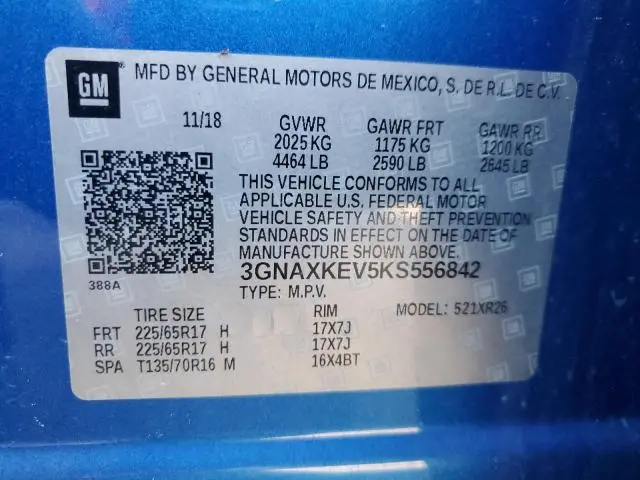 GM
MFD BY GENERAL MOTORS DE MEXICO, S. DE R.L. DE C.V.
11/18 GVWR GAWR FRT GAWR RR
2025 KG 1175 KG 1200 KG
4464 LB 2590 LB 2645 LB
THIS VEHICLE CONFORMS TO ALL
APPLICABLE U.S. FEDERAL MOTOR
VEHICLE SAFETY AND THEFT PREVENTION
STANDARDS IN EFFECT ON THE DATE OF
MANUFACTURE SHOWN ABOVE.
388A 3GNAXKEV5KS556842
TYPE: M.P.V. MODEL: 521XR26
TIRE SIZE RIM
FRT 225/65R17 H 17X7J
RR 225/65R17 H 17X7J
SPA T135/70R16 M 16X4BT